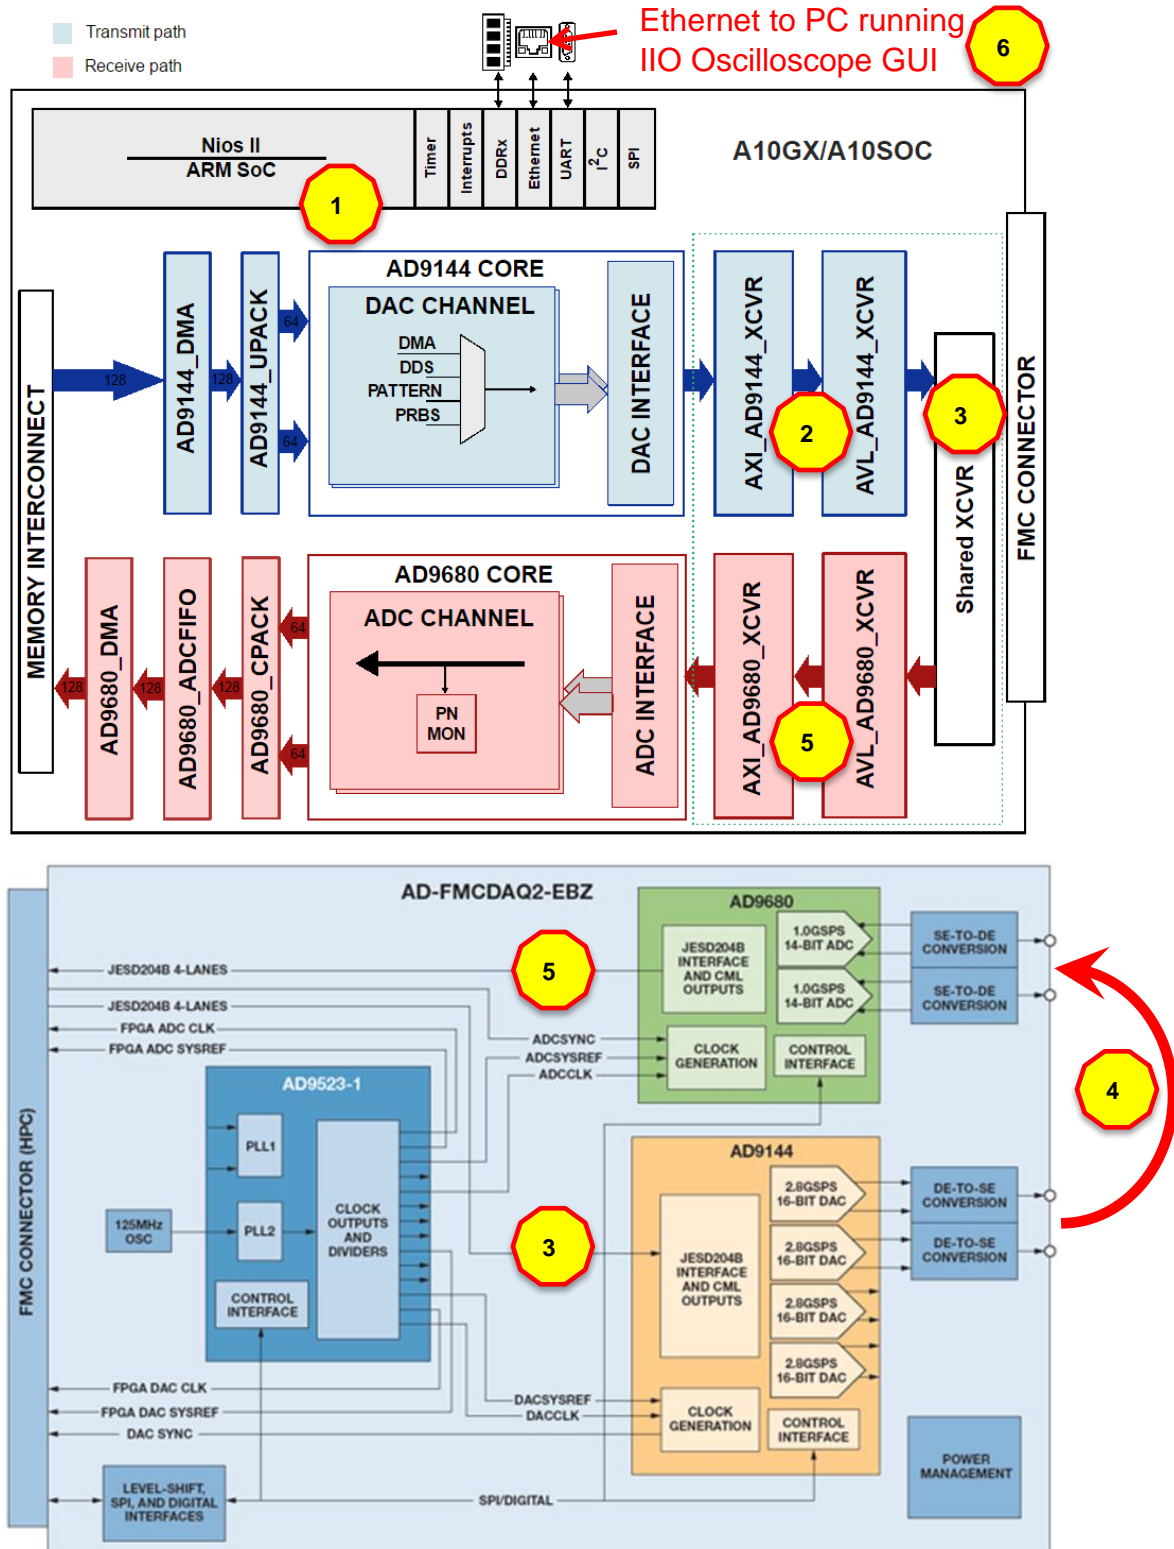 Transmit path
Receive path
Ethernet to PC running
IIO Oscilloscope GUI
6
Nios II
ARM SoC
1
Timer
Interrupts
DDRx
Ethernet
UART
I2C
SPI
A10GX/A10SOC
MEMORY INTERCONNECT
128
AD9144_DMA
128
AD9144_UPACK
64
64
AD9144 CORE
DAC CHANNEL
DMA
DDS
PATTERN
PRBS
DAC INTERFACE
AXI_AD9144_XCVR
2
AVL_AD9144_XCVR
3
Shared XCVR
FMC CONNECTOR
128
AD9680_DMA
128
AD9680_ADCFIFO
128
AD9680_CPACK
64
64
AD9680 CORE
ADC CHANNEL
PN
MON
ADC INTERFACE
AXI_AD9680_XCVR
5
AVL_AD9680_XCVR
AD-FMCDAQ2-EBZ
FMC CONNECTOR (HPC)
JESD204B 4-LANES
5
JESD204B 4-LANES
FPGA ADC CLK
FPGA ADC SYSREF
ADCSYNC
ADCSYSREF
ADCCLK
AD9680
JESD204B
INTERFACE
AND CML
OUTPUTS
1.0GSPS
14-BIT ADC
1.0GSPS
14-BIT ADC
CLOCK
GENERATION
CONTROL
INTERFACE
SE-TO-DE
CONVERSION
SE-TO-DE
CONVERSION
4
AD9523-1
PLL1
PLL2
125MHz
OSC
CLOCK
OUTPUTS
AND
DIVIDERS
CONTROL
INTERFACE
3
AD9144
JESD204B
INTERFACE
AND CML
OUTPUTS
2.8GSPS
16-BIT DAC
2.8GSPS
16-BIT DAC
2.8GSPS
16-BIT DAC
2.8GSPS
16-BIT DAC
DE-TO-SE
CONVERSION
DE-TO-SE
CONVERSION
FPGA DAC CLK
FPGA DAC SYSREF
DAC SYNC
DACSYSREF
DACCLK
CLOCK
GENERATION
CONTROL
INTERFACE
POWER
MANAGEMENT
LEVEL-SHIFT,
SPI, AND DIGITAL
INTERFACES
SPI/DIGITAL